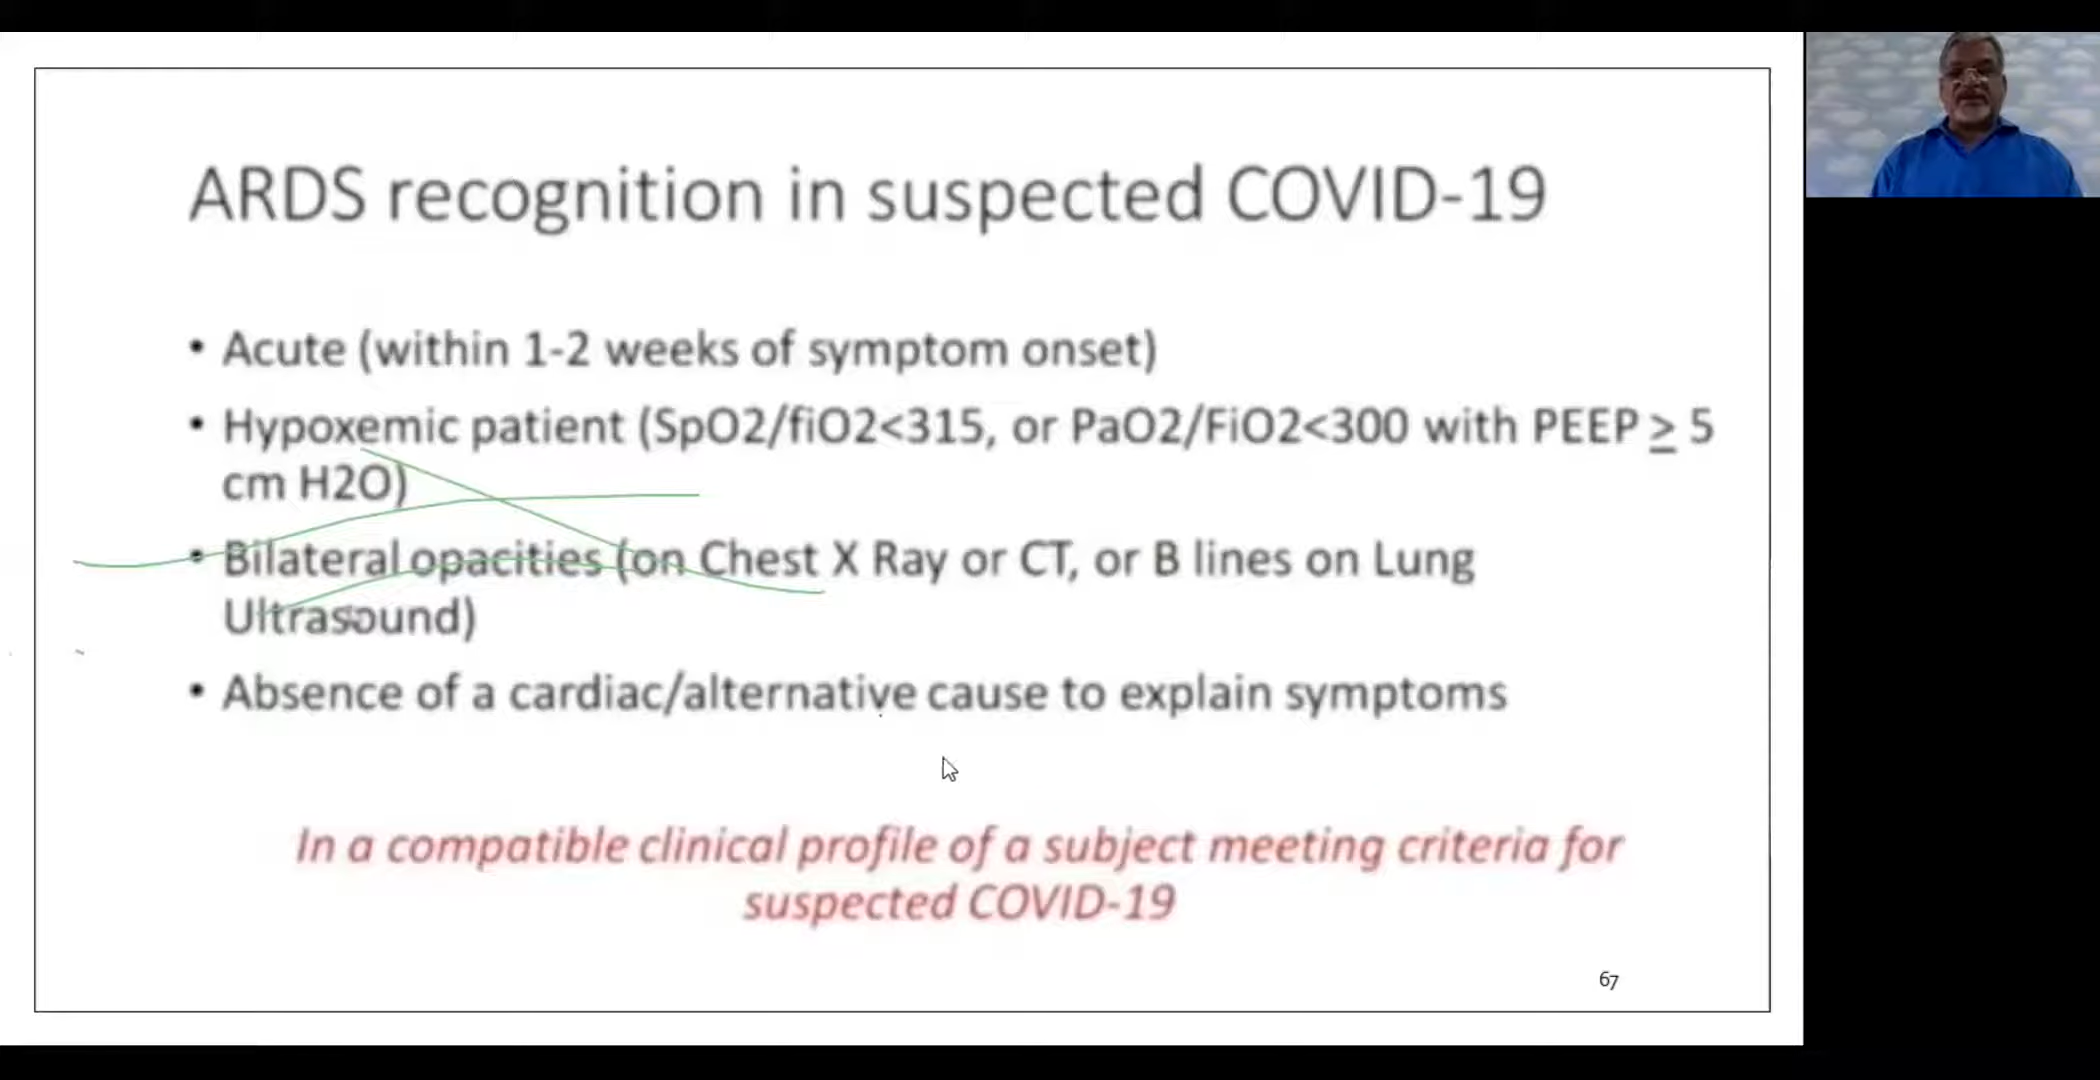 ARDS recognition in suspected COVID-19
• Acute (within 1-2 weeks of symptom onset)
• Hypoxemic patient (SpO2/fiO2<315, or PaO2/FiO2<300 with PEEP ≥ 5
cm H2O)
• Bilateral opacities (on Chest X Ray or CT, or B lines on Lung
Ultrasound)
• Absence of a cardiac/alternative cause to explain symptoms
In a compatible clinical profile of a subject meeting criteria for
suspected COVID-19
67